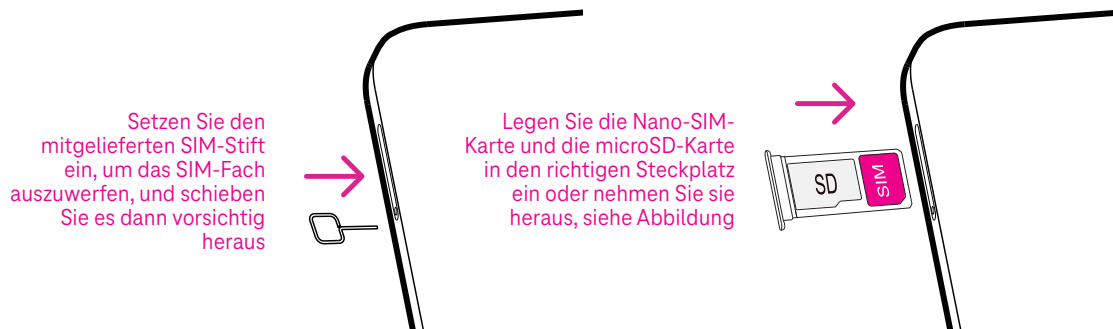 Setzen Sie den
mitgelieferten SIM-Stift
ein, um das SIM-Fach
auszuwerfen, und schieben
Sie es dann vorsichtig
heraus
Legen Sie die Nano-SIM-
Karte und die microSD-Karte
in den richtigen Steckplatz
ein oder nehmen Sie sie
heraus, siehe Abbildung
SD
SIM